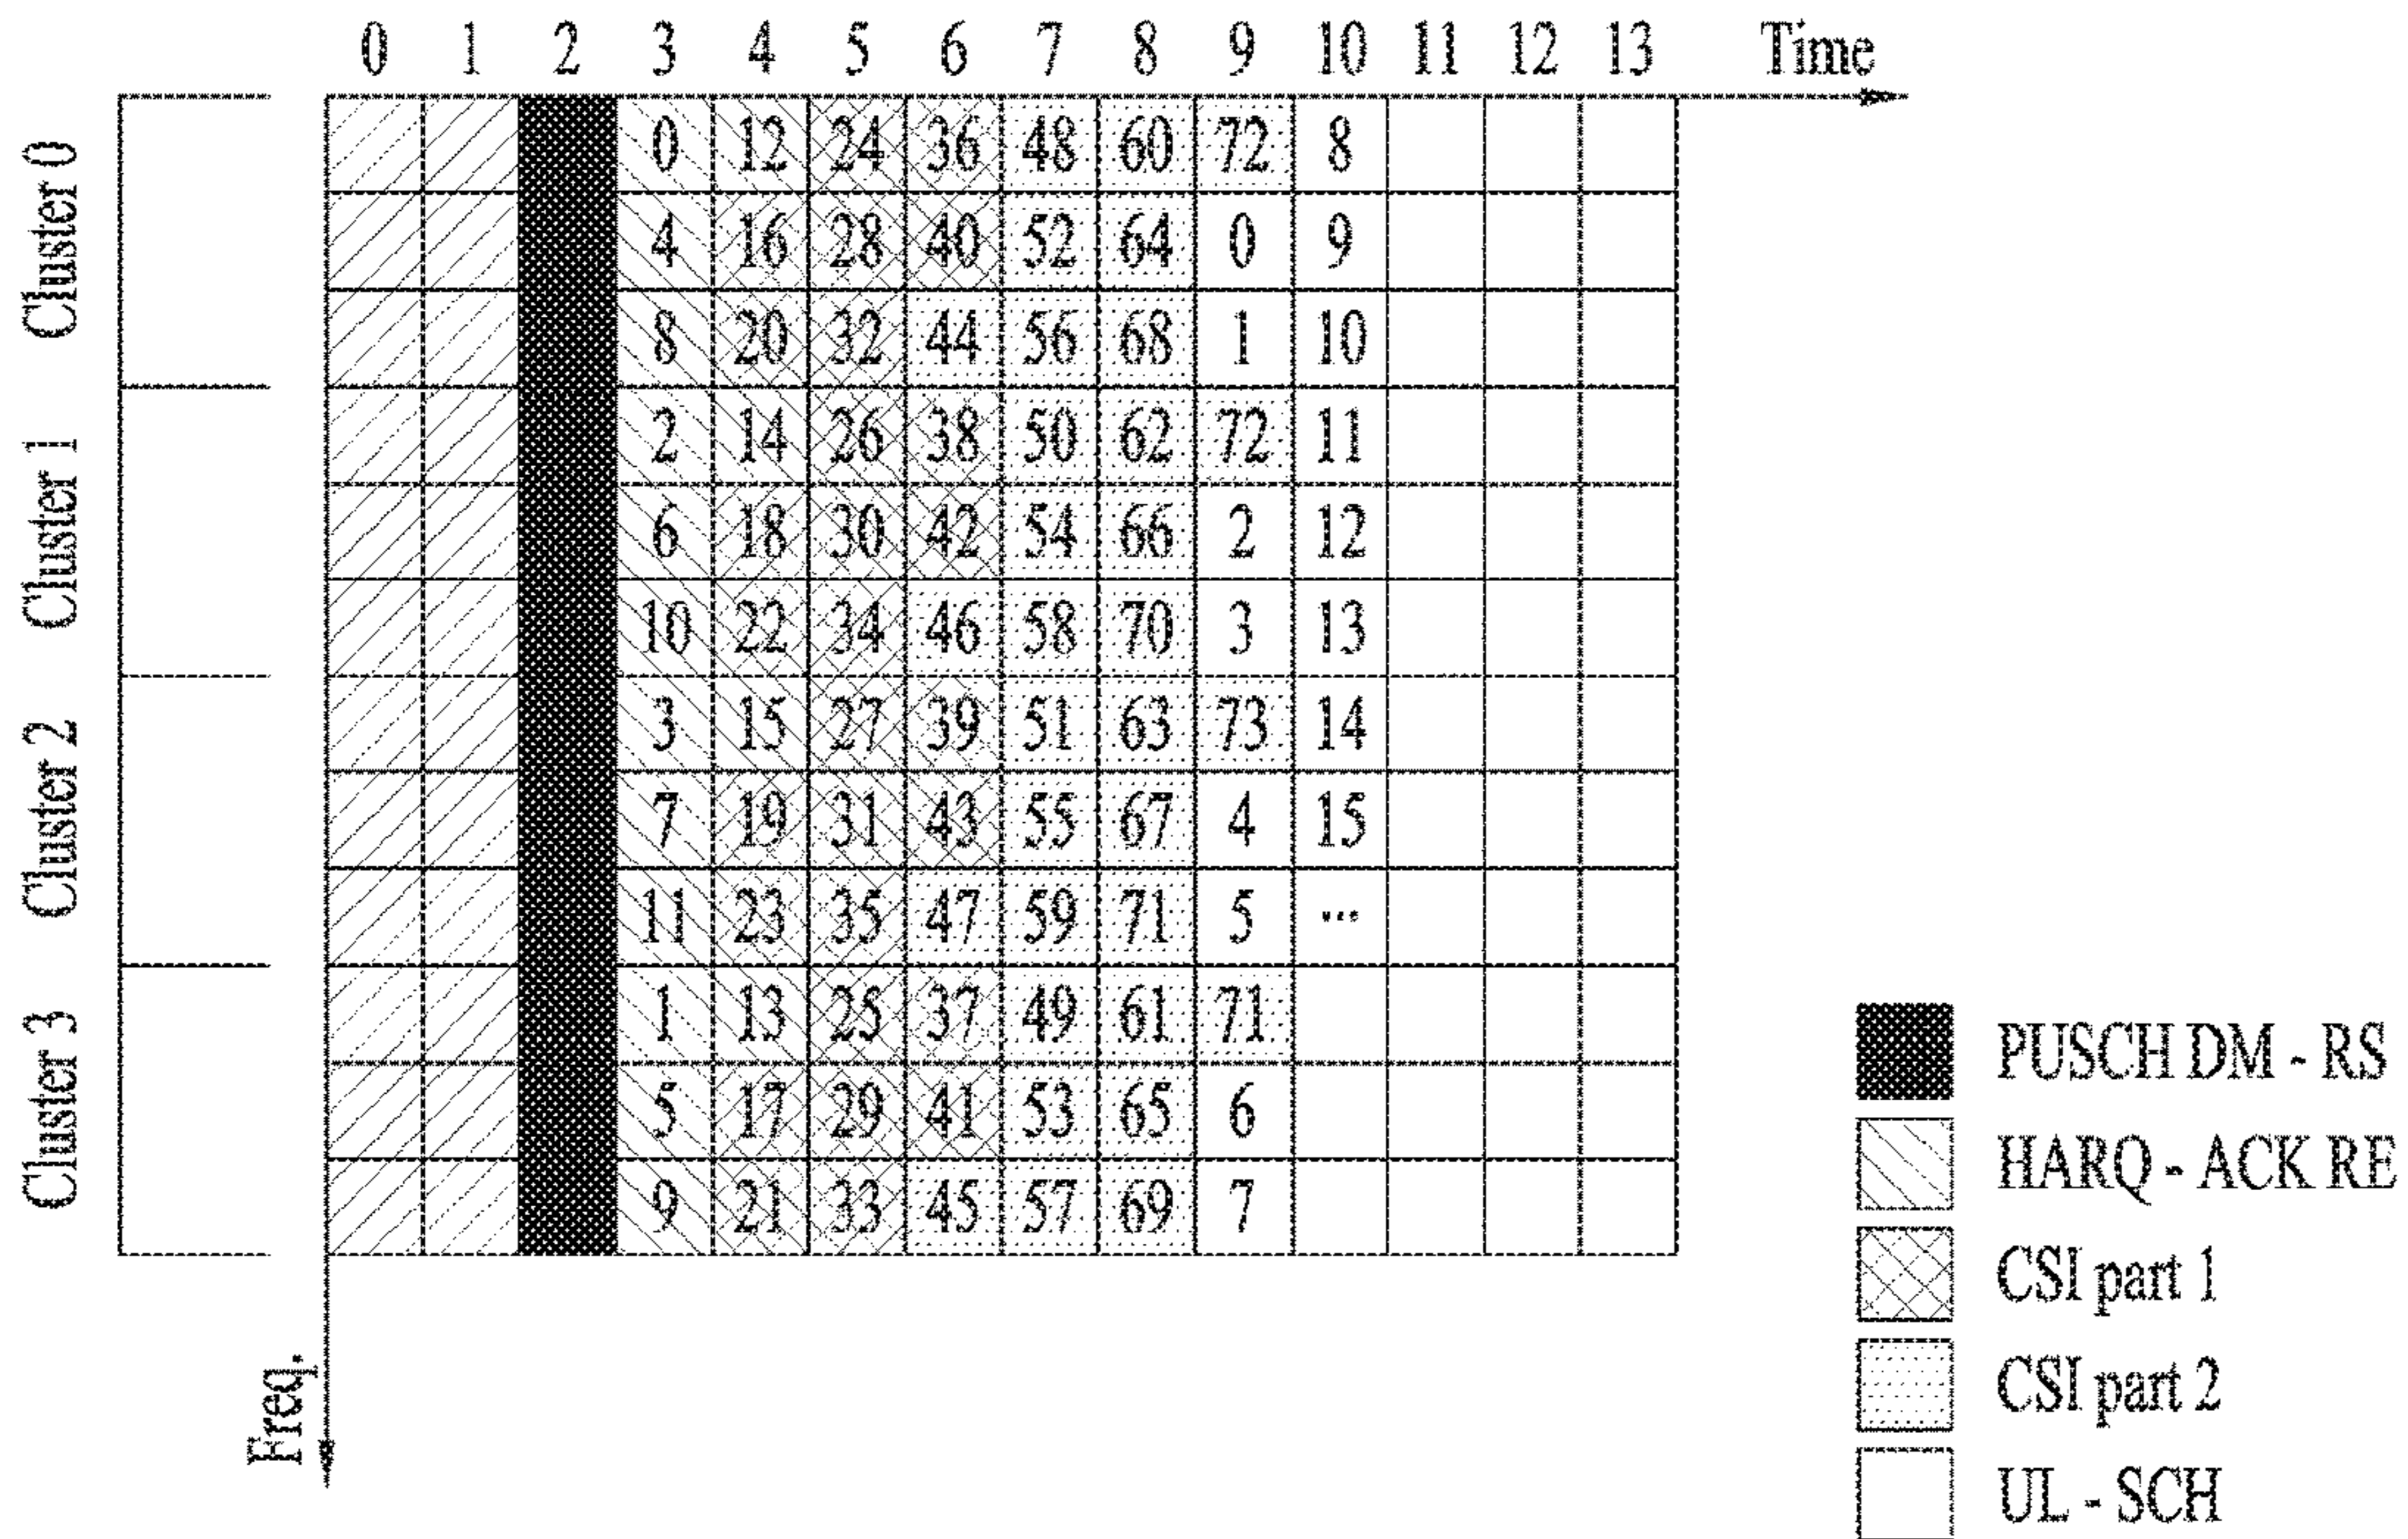 0 1 2 3 4 5 6 7 8 9 10 11 12 13 Time
Cluster 0
0 12 24 36 48 60 72 8
4 16 28 40 52 64 0 9
8 20 32 44 56 68 1 10
Cluster 1
2 14 26 38 50 62 72 11
6 18 30 42 54 66 2 12
10 22 34 46 58 70 3 13
Cluster 2
3 15 27 39 51 63 73 14
7 19 31 43 55 67 4 15
11 23 35 47 59 71 5 ...
Cluster 3
1 13 25 37 49 61 71
5 17 29 41 53 65 6
9 21 33 45 57 69 7
Freq.
PUSCH DM - RS
HARQ - ACK RE
CSI part 1
CSI part 2
UL - SCH